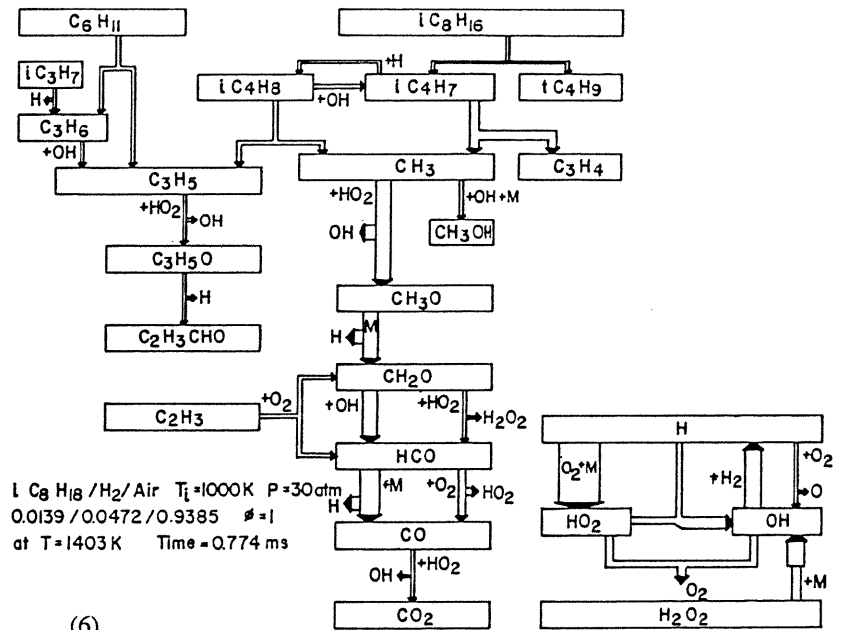 C6H11
iC8H16
iC3H7
iC4H8
+H
+OH
iC4H7
tC4H9
H
C3H6
+OH
C3H5
CH3
C3H4
+HO2
OH
+HO2
+OH+M
OH
CH3OH
C3H5O
H
CH3O
C2H3CHO
H
M
CH2O
+O2
+OH
+HO2
H2O2
C2H3
HCO
H
O2+M
+H2
+O2
O
i C8H18/H2/Air Ti=1000K P=30atm
+M
+O2
HO2
H
0.0139/0.0472/0.9385 ø=1
HO2
OH
at T=1403K Time=0.774ms
CO
OH
+HO2
O2
+M
CO2
H2O2
(6)